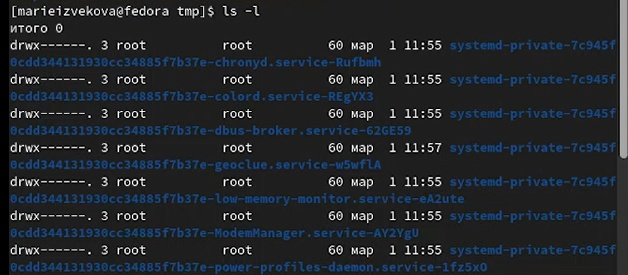 [marieizvekova@fedora tmp]$ ls -l
итого 0
drwx------. 3 root root 60 мар 1 11:55 systemd-private-7c945f
0cdd344131930cc34885f7b37e-chronyd.service-Rufbmh
drwx------. 3 root root 60 мар 1 11:55 systemd-private-7c945f
0cdd344131930cc34885f7b37e-colord.service-REgYX3
drwx------. 3 root root 60 мар 1 11:55 systemd-private-7c945f
0cdd344131930cc34885f7b37e-dbus-broker.service-62GE59
drwx------. 3 root root 60 мар 1 11:57 systemd-private-7c945f
0cdd344131930cc34885f7b37e-geoclue.service-w5wflA
drwx------. 3 root root 60 мар 1 11:55 systemd-private-7c945f
0cdd344131930cc34885f7b37e-low-memory-monitor.service-eA2ute
drwx------. 3 root root 60 мар 1 11:55 systemd-private-7c945f
0cdd344131930cc34885f7b37e-ModemManager.service-AY2YgU
drwx------. 3 root root 60 мар 1 11:55 systemd-private-7c945f
0cdd344131930cc34885f7b37e-power-profiles-daemon.service-1fz5xO